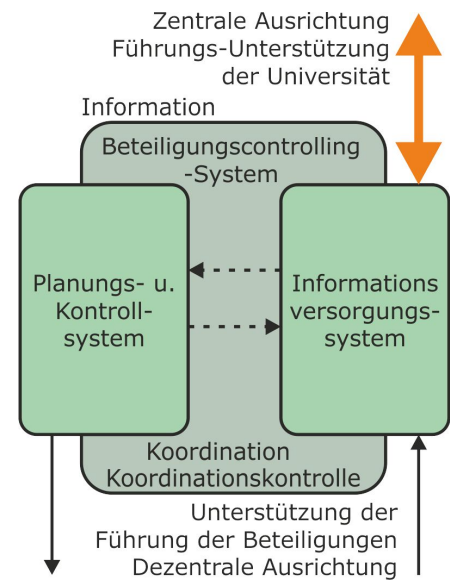 Zentrale Ausrichtung
Führungs-Unterstützung
der Universität
Information
Beteiligungscontrolling
-System
Planungs- u.
Kontroll-
system
Informations
versorgungs-
system
Koordination
Koordinationskontrolle
Unterstützung der
Führung der Beteiligungen
Dezentrale Ausrichtung